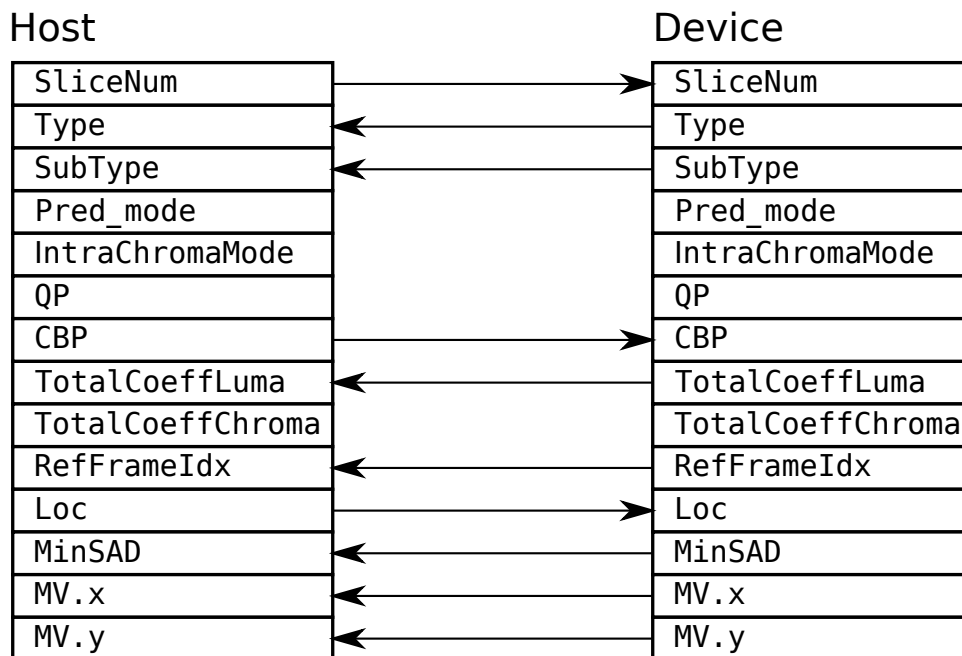 Host Device
SliceNum SliceNum
Type Type
SubType SubType
Pred_mode Pred_mode
IntraChromaMode IntraChromaMode
QP QP
CBP CBP
TotalCoeffLuma TotalCoeffLuma
TotalCoeffChroma TotalCoeffChroma
RefFrameIdx RefFrameIdx
Loc Loc
MinSAD MinSAD
MV.x MV.x
MV.y MV.y